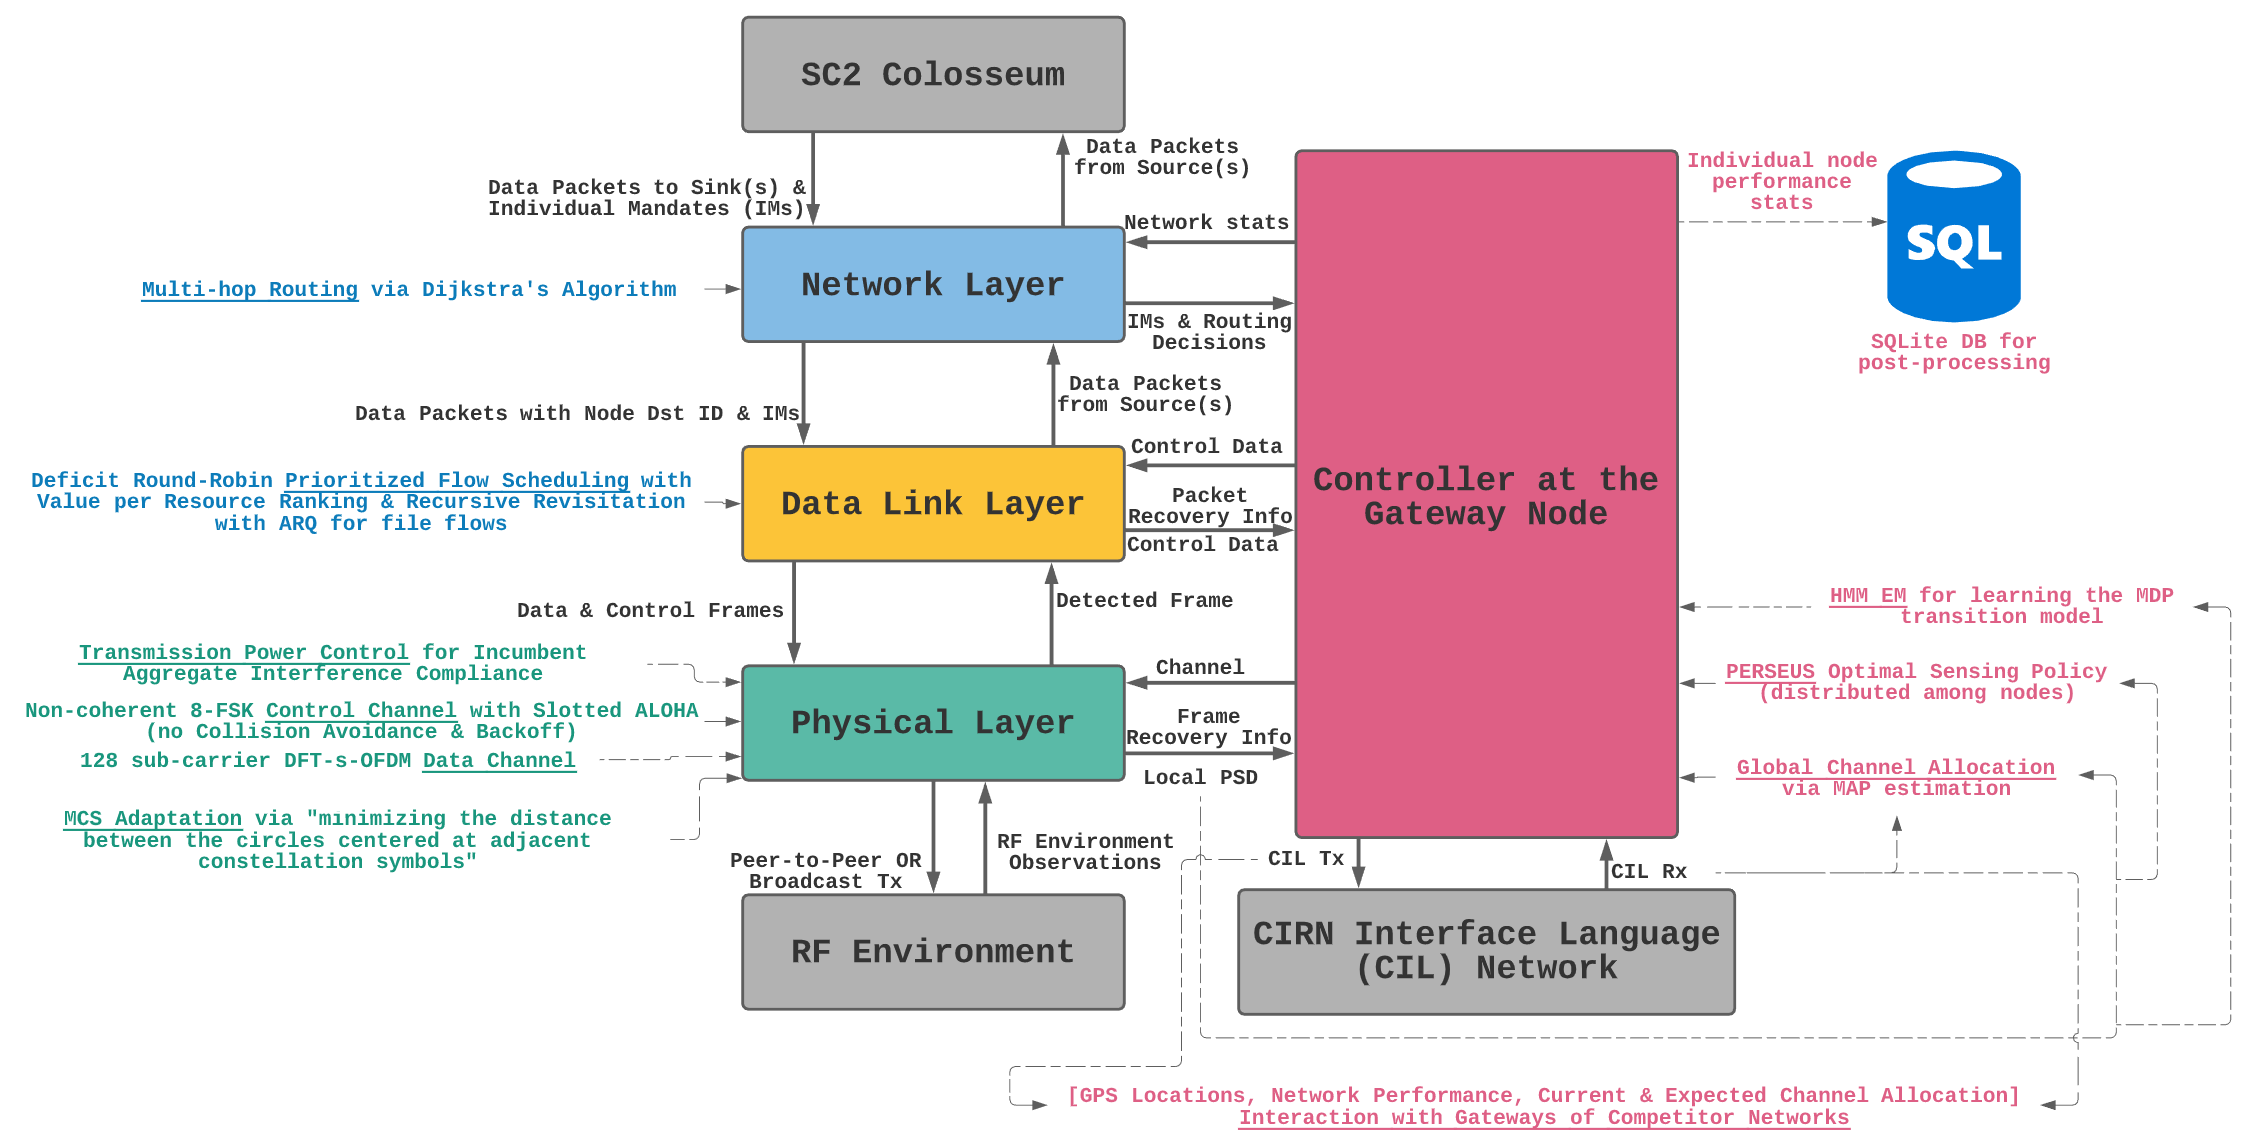 SC2 Colosseum
Data Packets
from Source(s)
Data Packets to Sink(s) &
Individual Mandates (IMs)
Individual node
performance
stats
Network stats
SQL
Multi-hop Routing via Dijkstra's Algorithm
Network Layer
IMs & Routing
Decisions
SQLite DB for
post-processing
Data Packets
from Source(s)
Data Packets with Node Dst ID & IMs
Control Data
Deficit Round-Robin Prioritized Flow Scheduling with
Value per Resource Ranking & Recursive Revisitation
with ARQ for file flows
Data Link Layer
Packet
Recovery Info
Control Data
Controller at the
Gateway Node
Data & Control Frames
Detected Frame
HMM EM for learning the MDP
transition model
Transmission Power Control for Incumbent
Aggregate Interference Compliance
Channel
PERSEUS Optimal Sensing Policy
(distributed among nodes)
Non-coherent 8-FSK Control Channel with Slotted ALOHA
(no Collision Avoidance & Backoff)
Physical Layer
Frame
Recovery Info
128 sub-carrier DFT-s-OFDM Data Channel
Local PSD
Global Channel Allocation
via MAP estimation
MCS Adaptation via "minimizing the distance
between the circles centered at adjacent
constellation symbols"
Peer-to-Peer OR
Broadcast Tx
RF Environment
Observations
CIL Tx
CIL Rx
RF Environment
CIRN Interface Language
(CIL) Network
[GPS Locations, Network Performance, Current & Expected Channel Allocation]
Interaction with Gateways of Competitor Networks